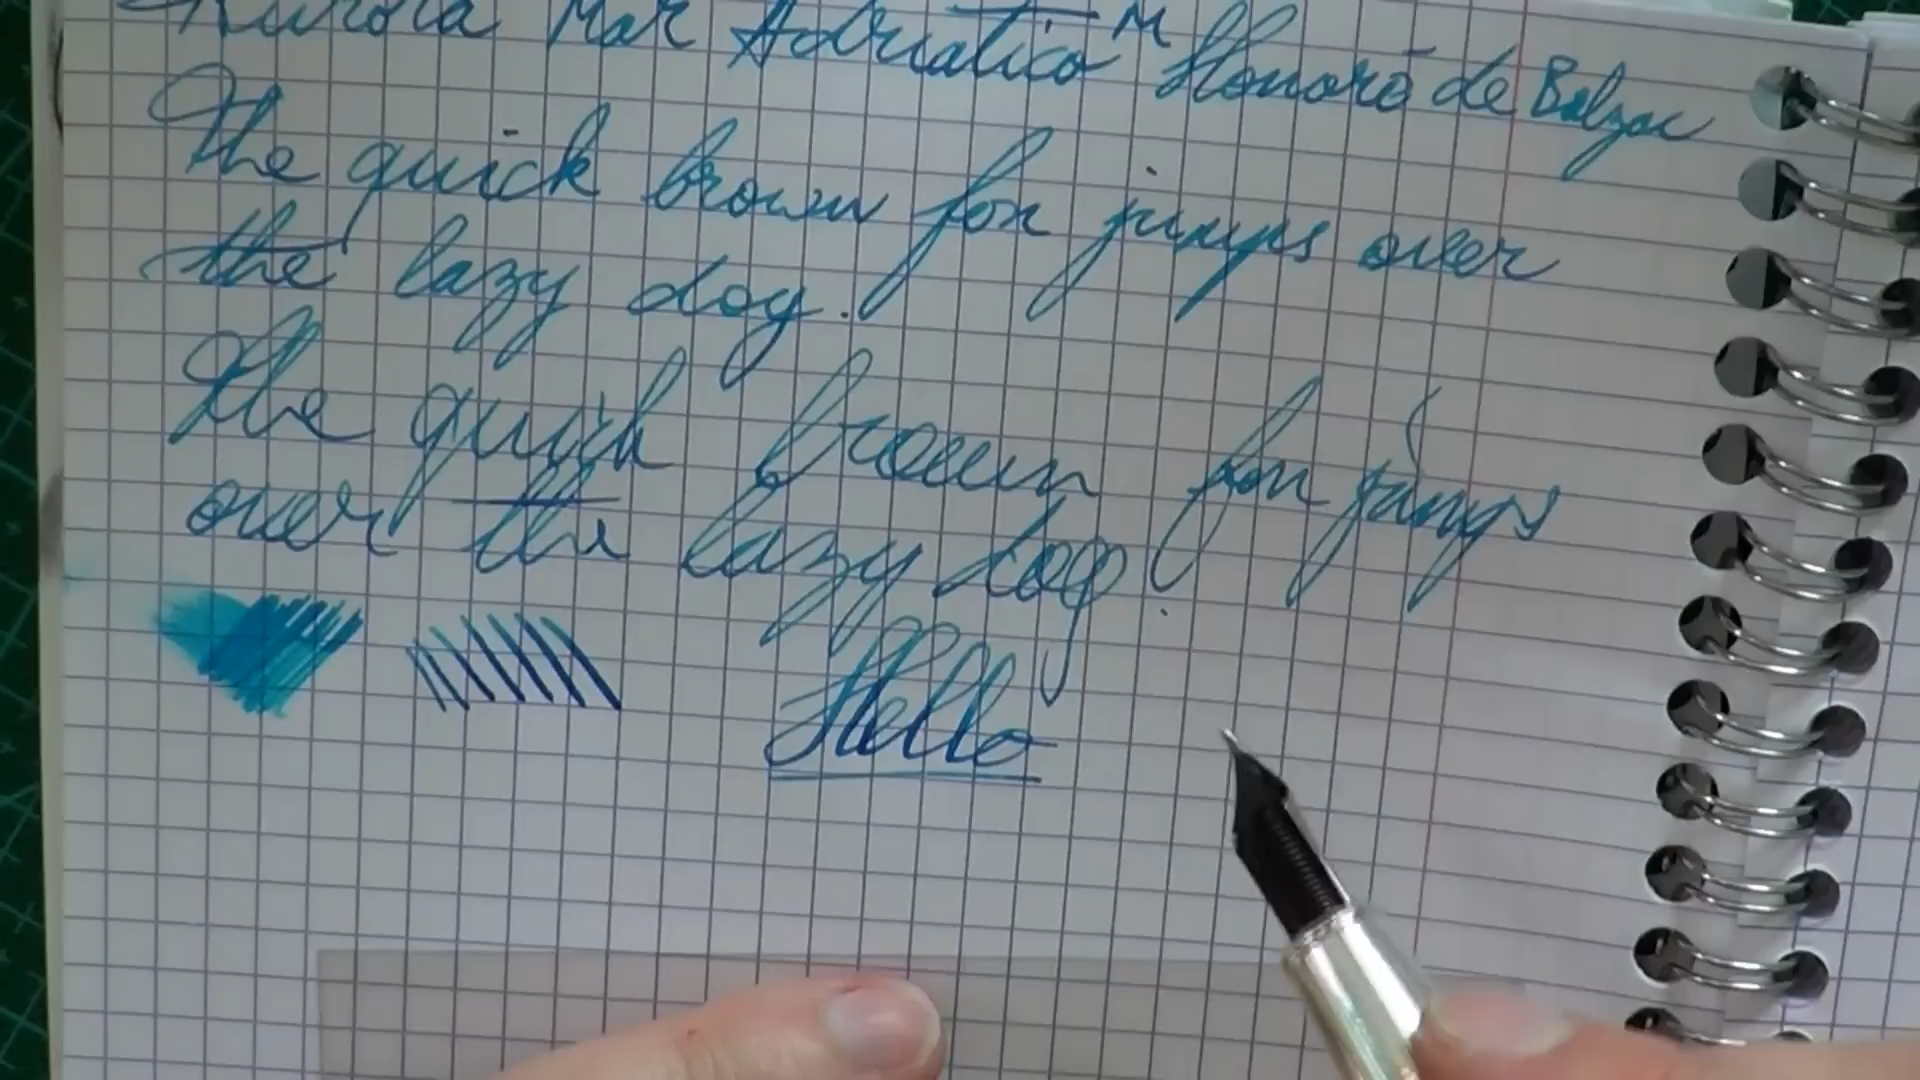 Aurora Mar Adriatico M Honoré de Balzac
The quick brown fox jumps over
the lazy dog.
The quick brown fox jumps
over the lazy dog.
Hello